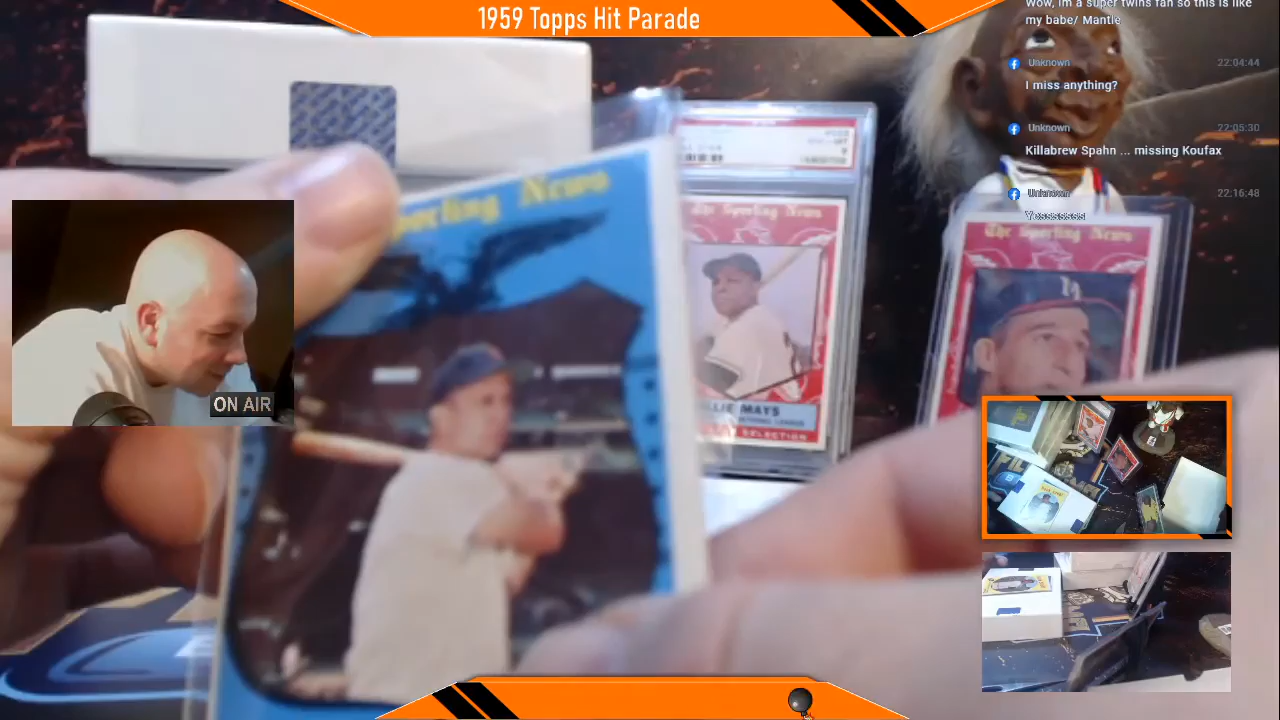 1959 Topps Hit Parade
Wow, im a super twins fan so this is like
my babe/ Mantle
Unknown
22:04:44
I miss anything?
Unknown
22:05:30
Killabrew Spahn ... missing Koufax
Unknown
22:16:48
Yesssssss
Sporting News
The Sporting News
LLIE MAYS
SELECTION
The Sporting News
ON AIR